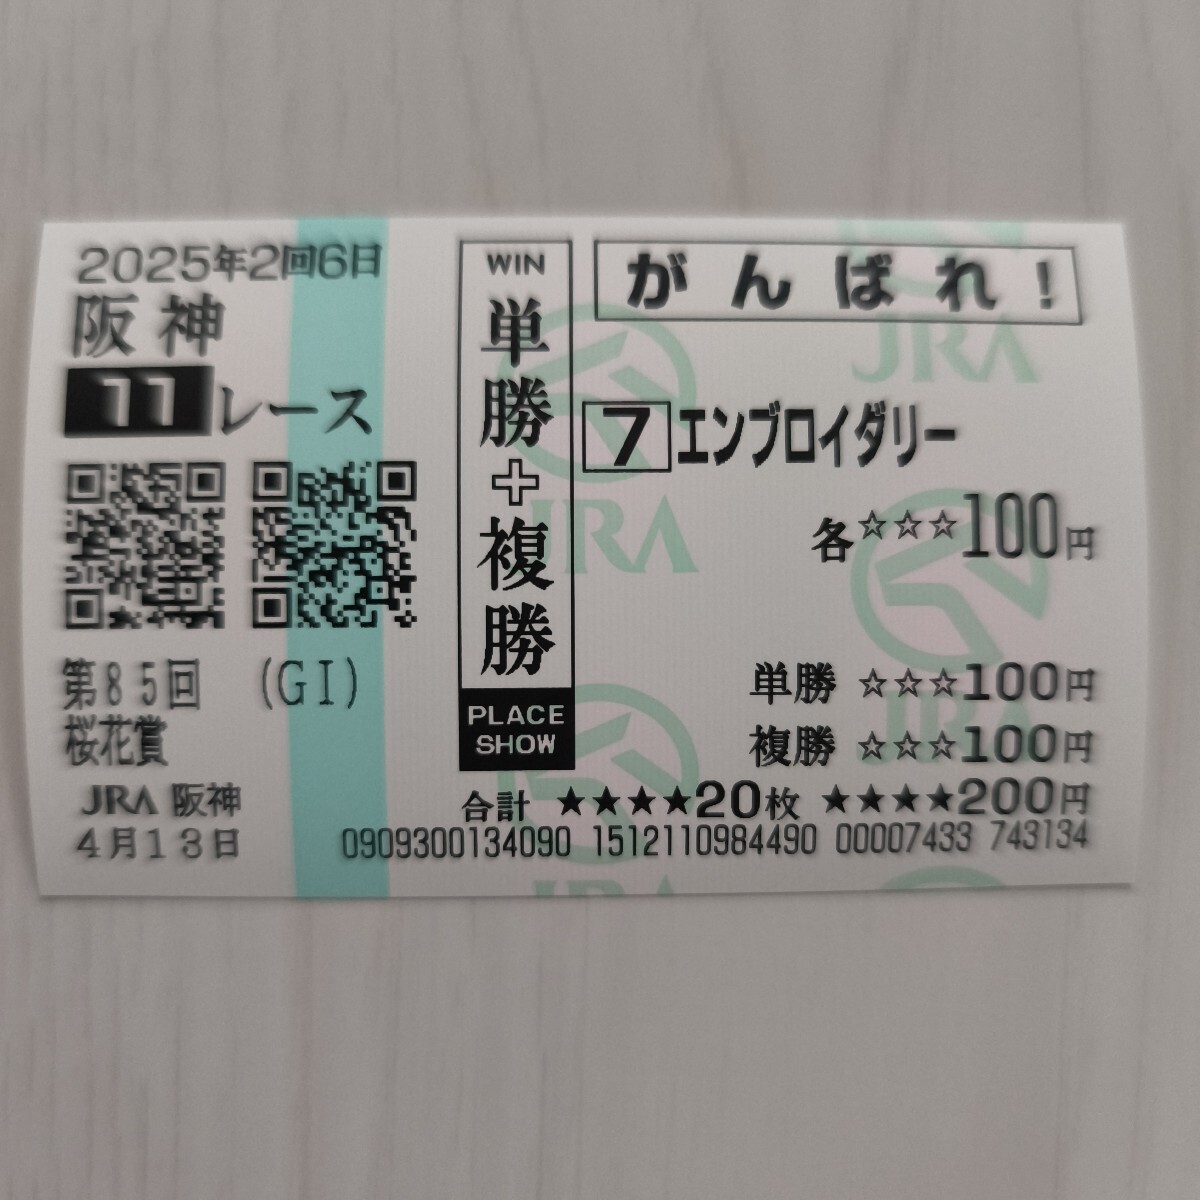 2025年2回6日
阪神
11レース
第85回 (GI)
桜花賞
JRA 阪神
4月13日
WIN
単勝+複勝
PLACE
SHOW
がんばれ!
7 エンブロイダリー
各☆☆☆100円
単勝 ☆☆☆100円
複勝 ☆☆☆100円
合計 ★★★★20枚 ★★★★200円
0909300134090 1512110984490 00007433 743134
JRA
JRA
JRA
JRA